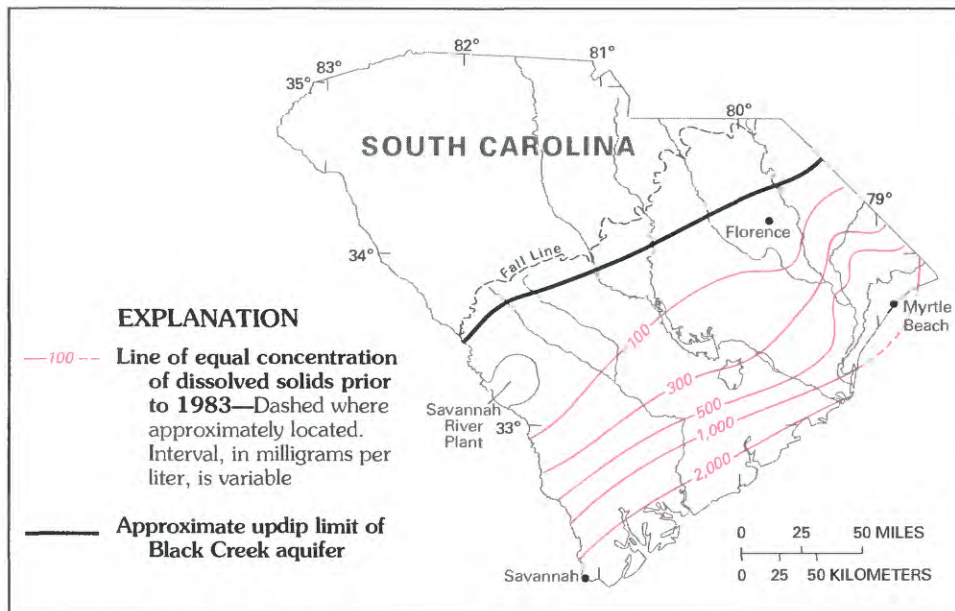 82°
83°
81°
35°
80°
SOUTH CAROLINA
79°
Florence
34°
Fall Line
Myrtle
Beach
EXPLANATION
100
100
Line of equal concentration
of dissolved solids prior
to 1983—Dashed where
approximately located.
Interval, in milligrams per
liter, is variable
300
500
Savannah
River
Plant
33°
1,000
2,000
Approximate updip limit of
Black Creek aquifer
0 25 50 MILES
0 25 50 KILOMETERS
Savannah